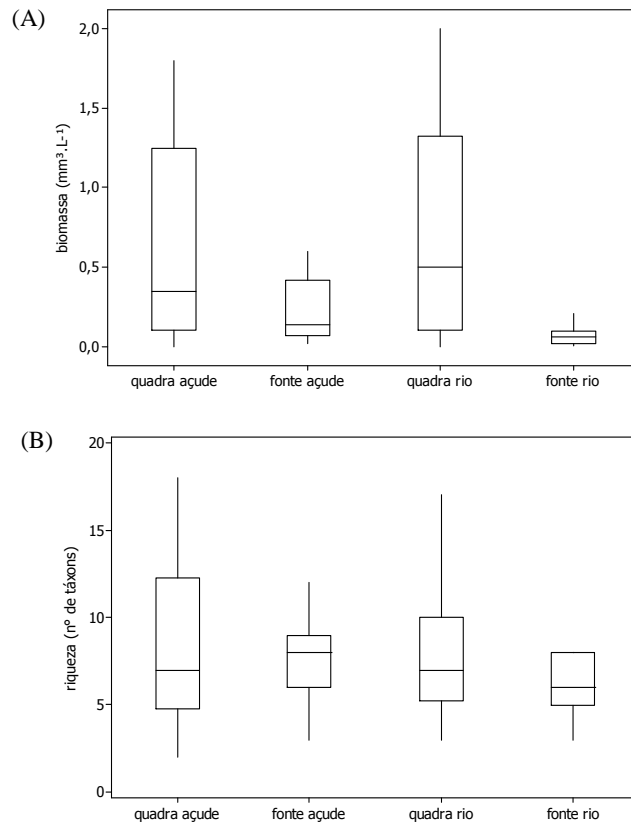 (A)
biomassa (mm³.L⁻¹)
2,0
1,5
1,0
0,5
0,0
quadra açude fonte açude quadra rio fonte rio
(B)
riqueza (n° de táxons)
20
15
10
5
0
quadra açude fonte açude quadra rio fonte rio